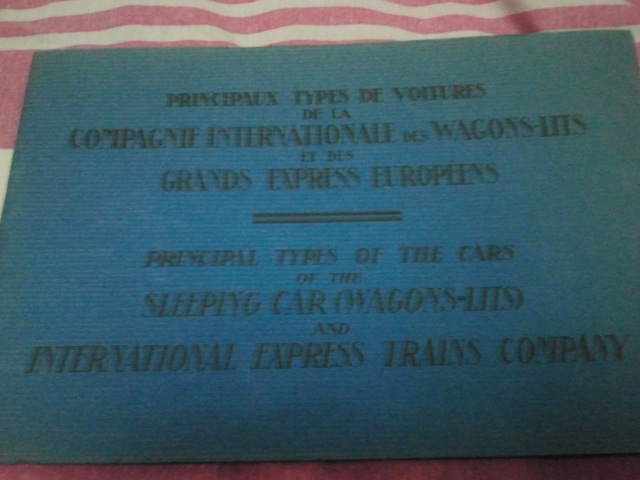 PRINCIPAUX TYPES DE VOITURES
DE LA
COMPAGNIE INTERNATIONALE DES WAGONS-LITS
ET DES
GRANDS EXPRESS EUROPÉENS
PRINCIPAL TYPES OF THE CARS
OF THE
SLEEPING CAR (WAGONS-LITS)
AND
INTERNATIONAL EXPRESS TRAINS COMPANY